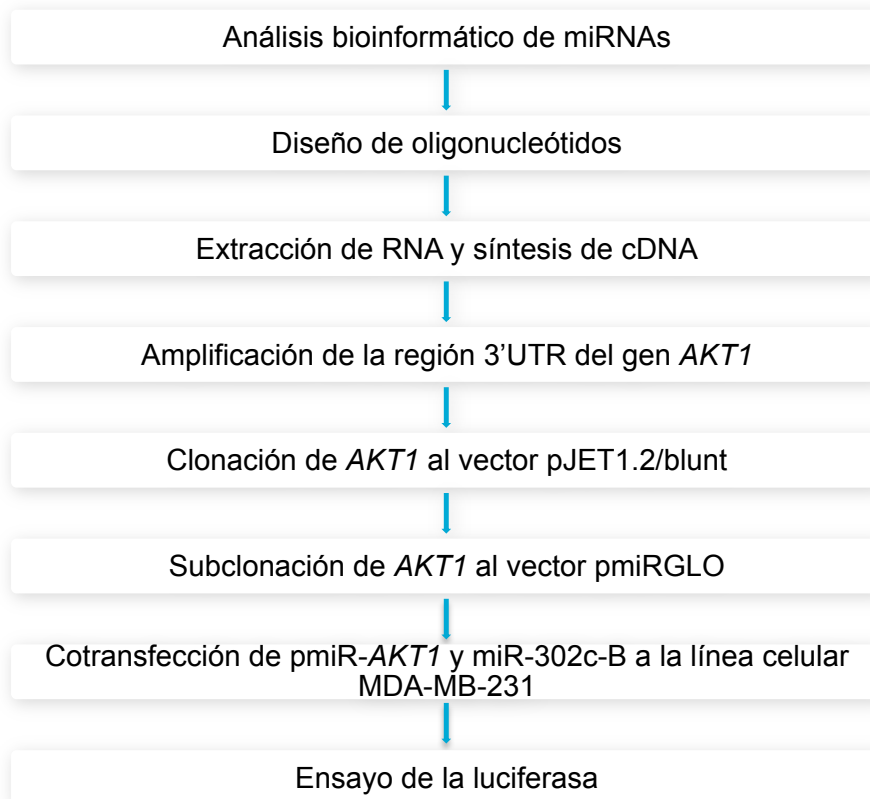 Análisis bioinformático de miRNAs
Diseño de oligonucleótidos
Extracción de RNA y síntesis de cDNA
Amplificación de la región 3’UTR del gen AKT1
Clonación de AKT1 al vector pJET1.2/blunt
Subclonación de AKT1 al vector pmiRGLO
Cotransfección de pmiR-AKT1 y miR-302c-B a la línea celular
MDA-MB-231
Ensayo de la luciferasa